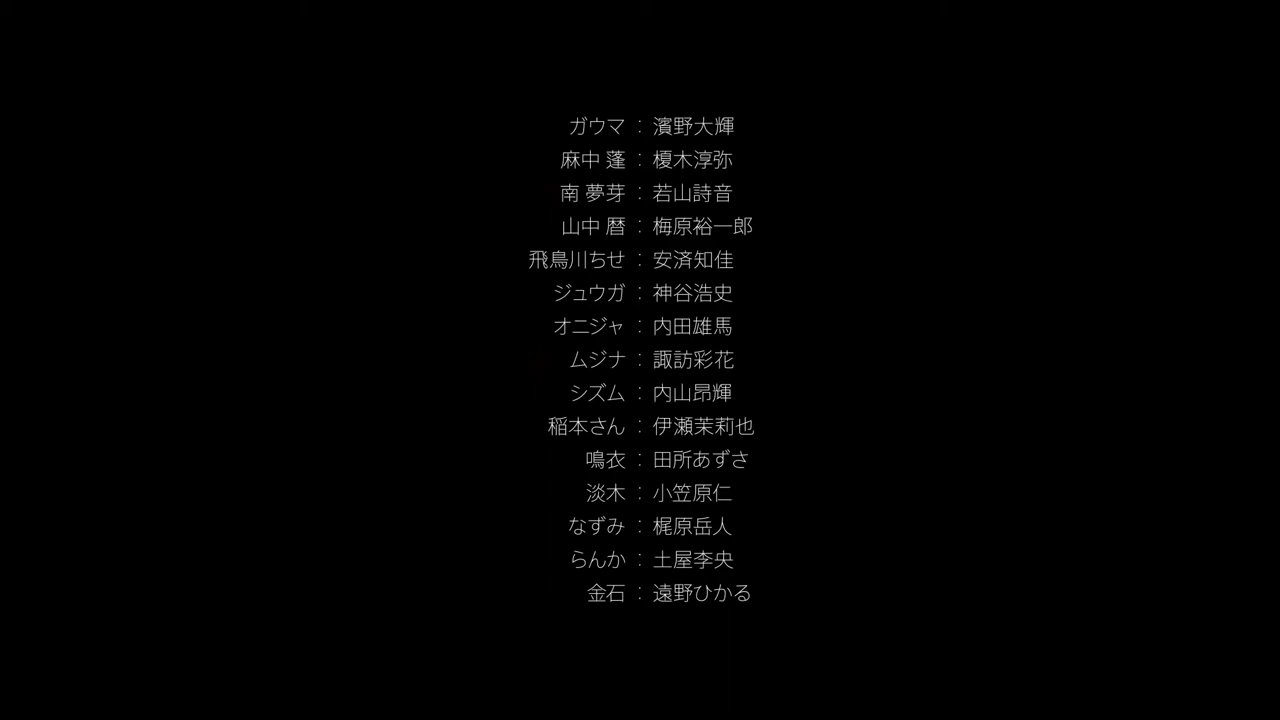 ガウマ : 濱野大輝
麻中 蓬 : 榎木淳弥
南 夢芽 : 若山詩音
山中 暦 : 梅原裕一郎
飛鳥川ちせ : 安済知佳
ジュウガ : 神谷浩史
オニジャ : 内田雄馬
ムジナ : 諏訪彩花
シズム : 内山昂輝
稲本さん : 伊瀬茉莉也
鳴衣 : 田所あずさ
淡木 : 小笠原仁
なずみ : 梶原岳人
らんか : 土屋李央
金石 : 遠野ひかる